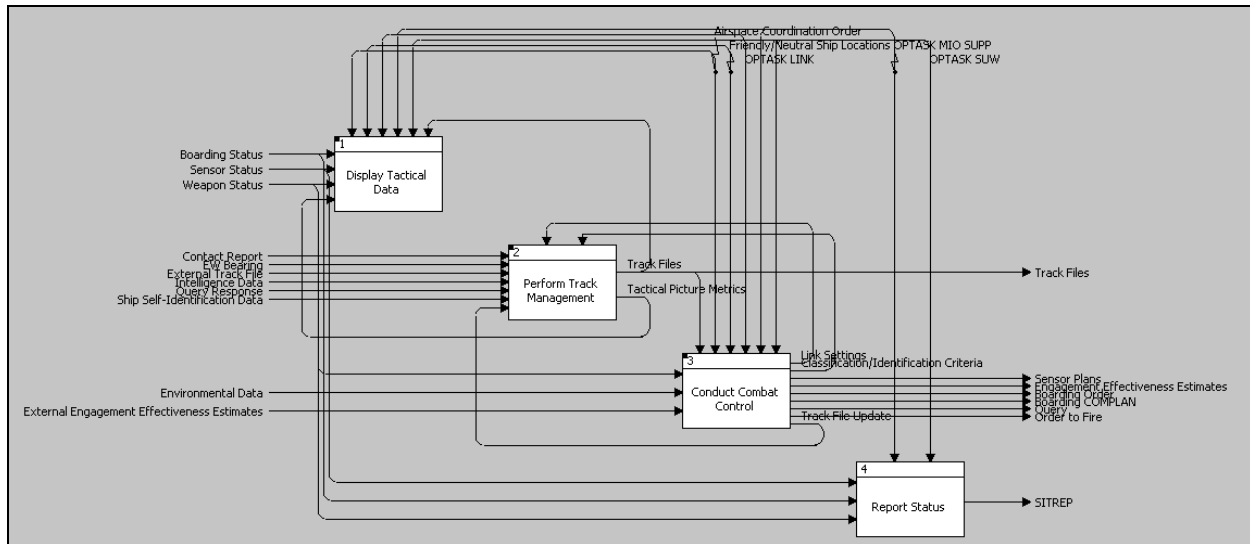 Airspace Coordination Order
Friendly/Neutral Ship Locations OPTASK MIO SUPP
OPTASK LINK OPTASK SUW
1
Display Tactical
Data
Boarding Status
Sensor Status
Weapon Status
2
Perform Track
Management
Contact Report
EW Bearing
External Track File
Intelligence Data
Query Response
Ship Self-Identification Data
Track Files
Tactical Picture Metrics
Track Files
3
Conduct Combat
Control
Link Settings
Classification/Identification Criteria
Environmental Data
External Engagement Effectiveness Estimates
Track File Update
Sensor Plans
Engagement Effectiveness Estimates
Boarding Order
Boarding COMPLAN
Query
Order to Fire
4
Report Status
SITREP